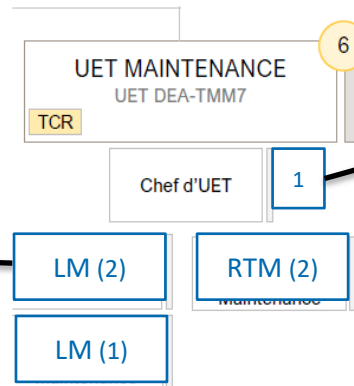 6
UET MAINTENANCE
UET DEA-TMM7
TCR
Chef d'UET
1
LM (2)
RTM (2)
Maintenance
LM (1)